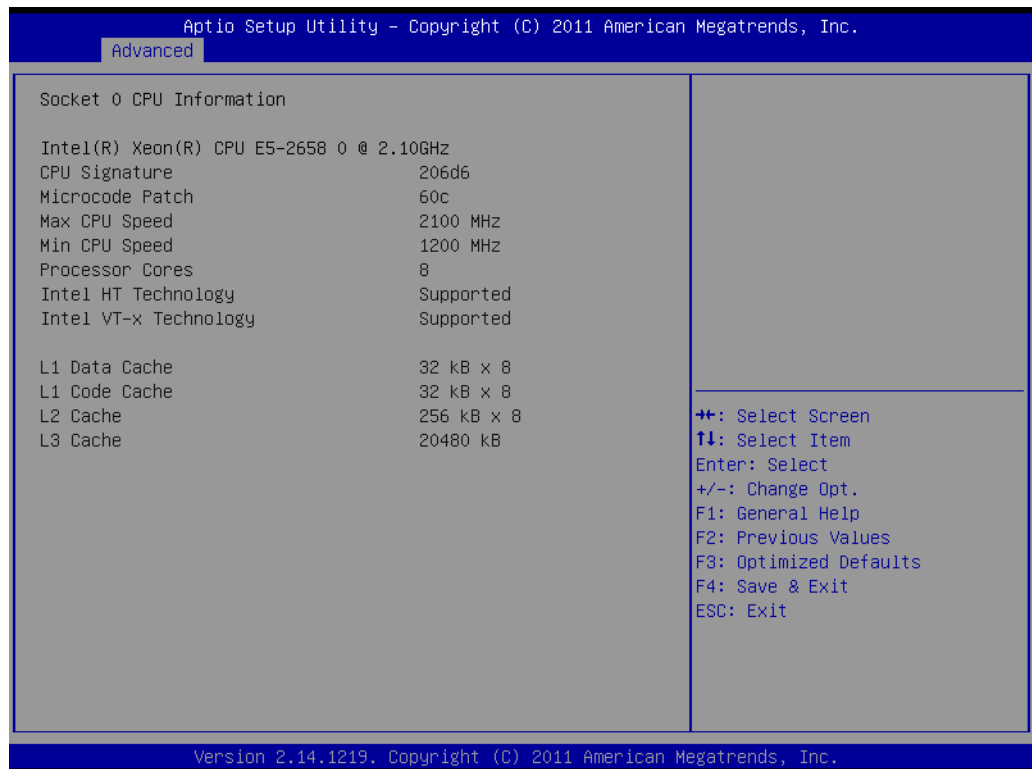 Aptio Setup Utility – Copyright (C) 2011 American Megatrends, Inc.
Advanced
Socket 0 CPU Information
Intel(R) Xeon(R) CPU E5-2658 0 @ 2.10GHz
CPU Signature 206d6
Microcode Patch 60c
Max CPU Speed 2100 MHz
Min CPU Speed 1200 MHz
Processor Cores 8
Intel HT Technology Supported
Intel VT-x Technology Supported
L1 Data Cache 32 kB x 8
L1 Code Cache 32 kB x 8
L2 Cache 256 kB x 8
L3 Cache 20480 kB
→←: Select Screen
↑↓: Select Item
Enter: Select
+/-: Change Opt.
F1: General Help
F2: Previous Values
F3: Optimized Defaults
F4: Save & Exit
ESC: Exit
Version 2.14.1219. Copyright (C) 2011 American Megatrends, Inc.